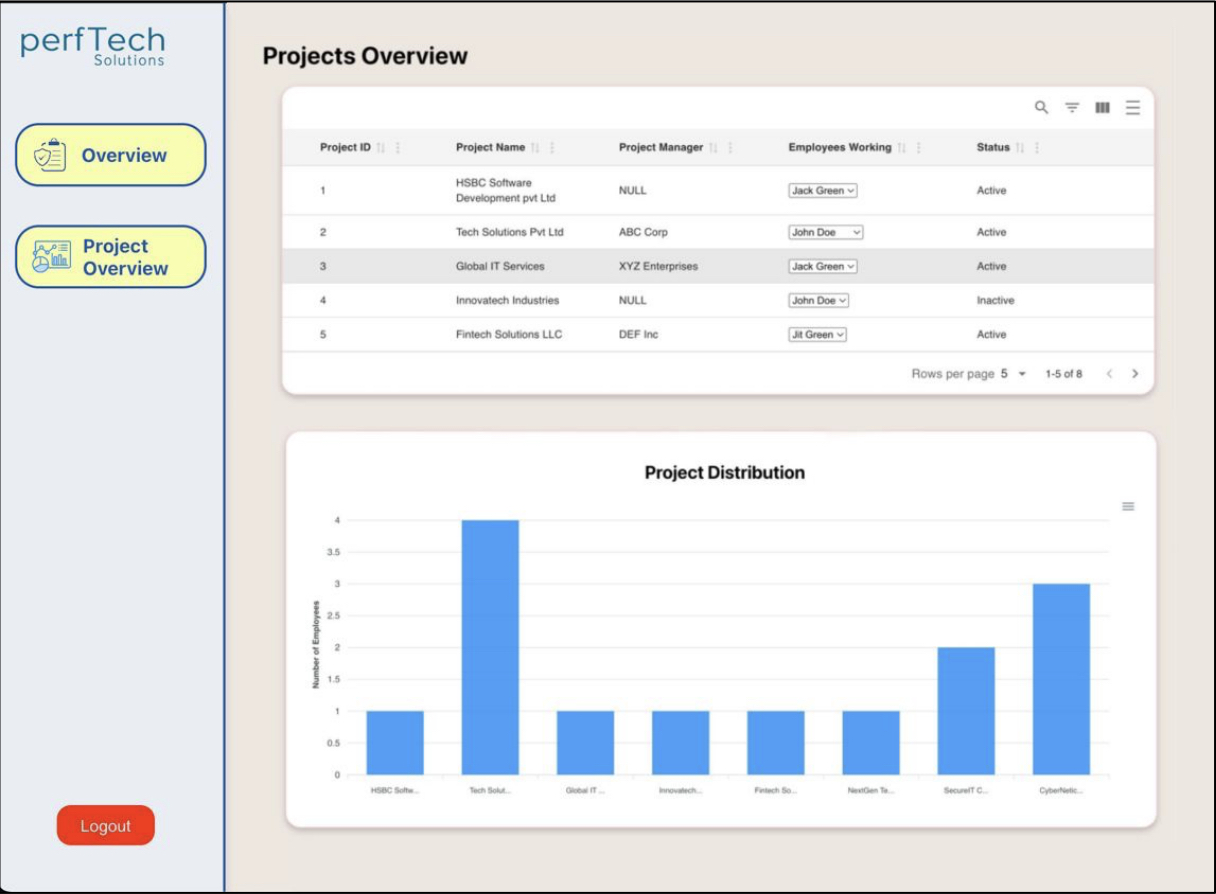 perfTech
Solutions
Overview
Project
Overview
Logout
Projects Overview
Project ID Project Name Project Manager Employees Working Status
1 HSBC Software Development pvt Ltd NULL Jack Green Active
2 Tech Solutions Pvt Ltd ABC Corp John Doe Active
3 Global IT Services XYZ Enterprises Jack Green Active
4 Innovatech Industries NULL John Doe Inactive
5 Fintech Solutions LLC DEF Inc Jit Green Active
Rows per page 5 1-5 of 8
Project Distribution
Number of Employees
4
3.5
3
2.5
2
1.5
1
0.5
0
HSBC Softw... Tech Solut... Global IT ... Innovatech... Fintech So... NextGen Te... SecureIT C... CyberNetic...